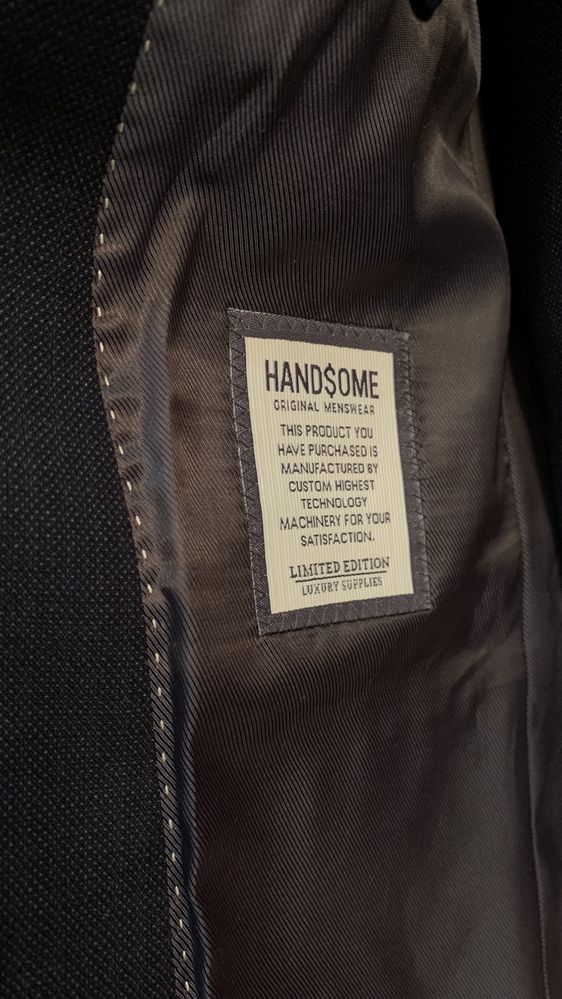 HAND$OME
ORIGINAL MENSWEAR
THIS PRODUCT YOU
HAVE PURCHASED IS
MANUFACTURED BY
CUSTOM HIGHEST
TECHNOLOGY
MACHINERY FOR YOUR
SATISFACTION.
LIMITED EDITION
LUXURY SUPPLIES